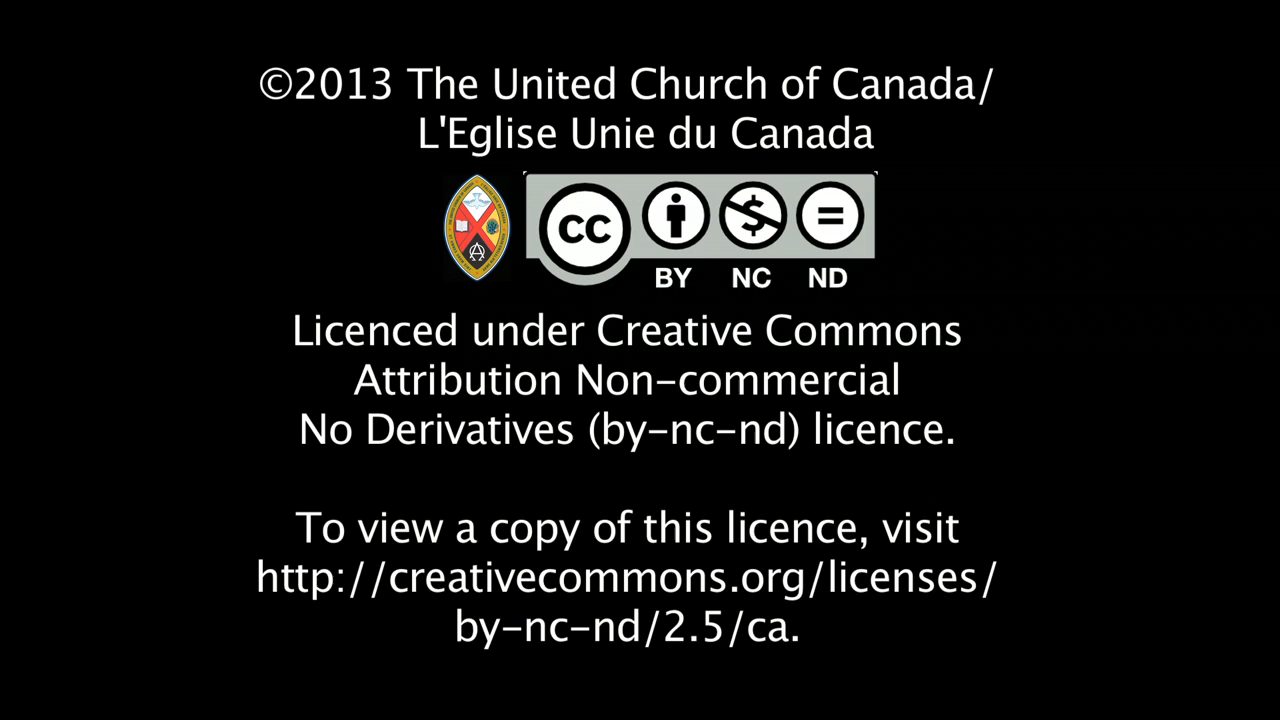 ©2013 The United Church of Canada/
L'Eglise Unie du Canada
cc
BY NC ND
Licenced under Creative Commons
Attribution Non-commercial
No Derivatives (by-nc-nd) licence.
To view a copy of this licence, visit
http://creativecommons.org/licenses/
by-nc-nd/2.5/ca.